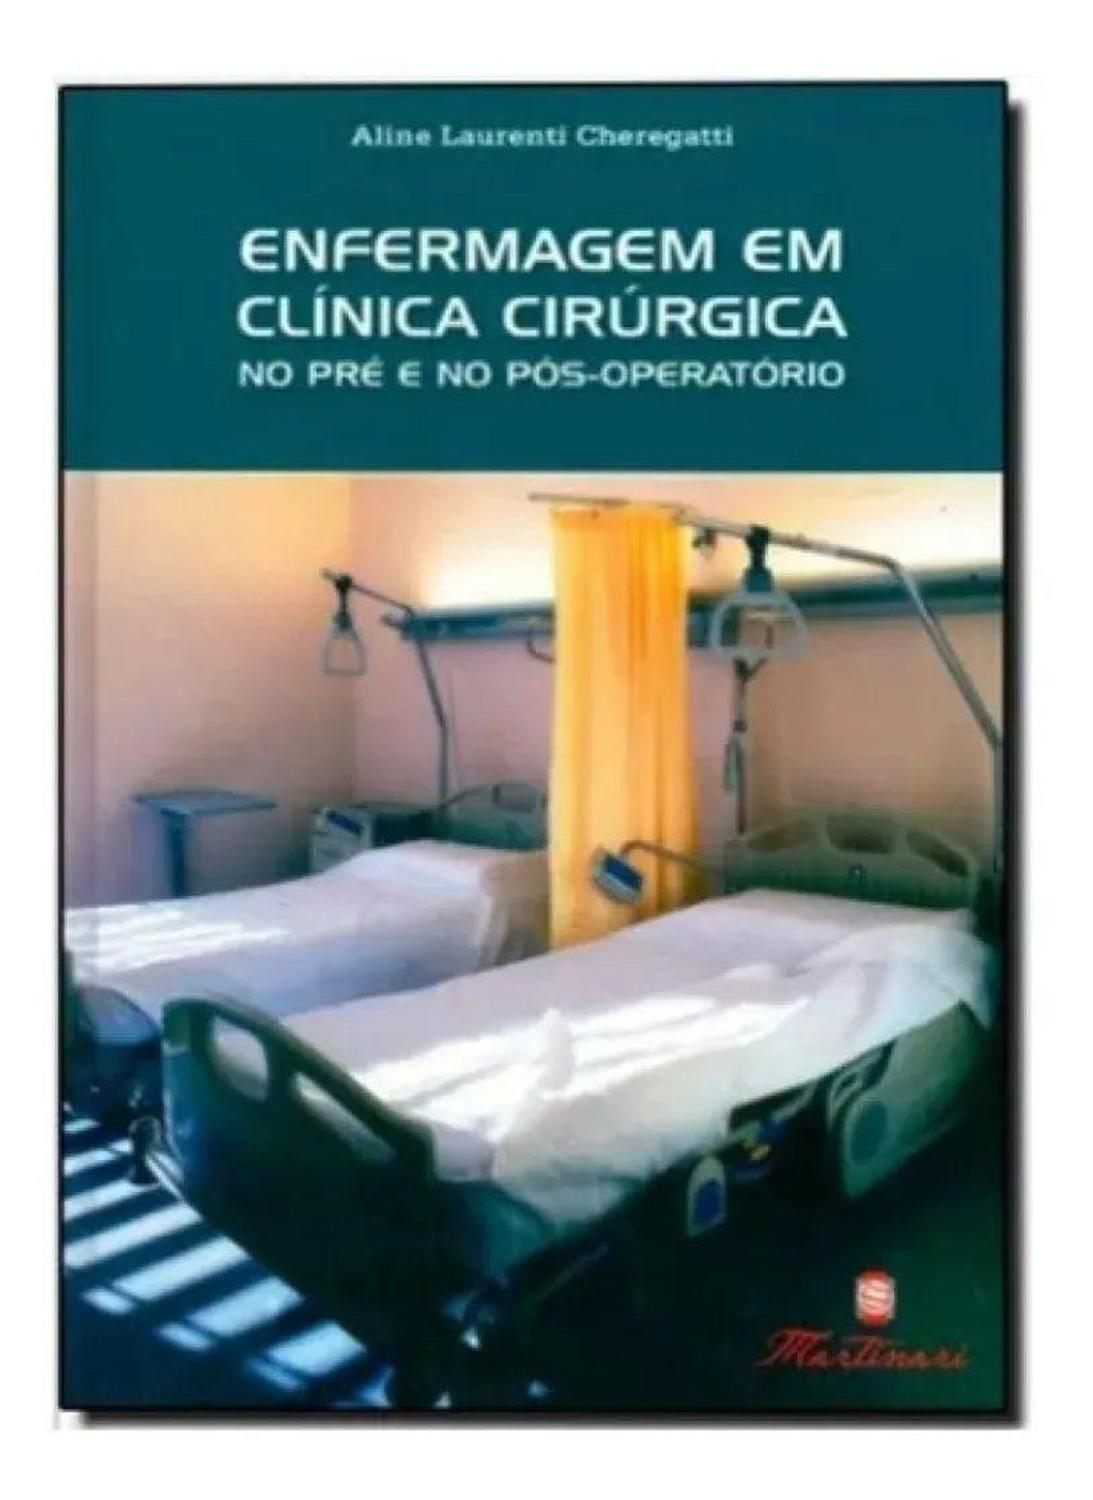 Aline Laurenti Cheregatti
ENFERMAGEM EM
CLÍNICA CIRÚRGICA
NO PRÉ E NO PÓS-OPERATÓRIO
Martinari